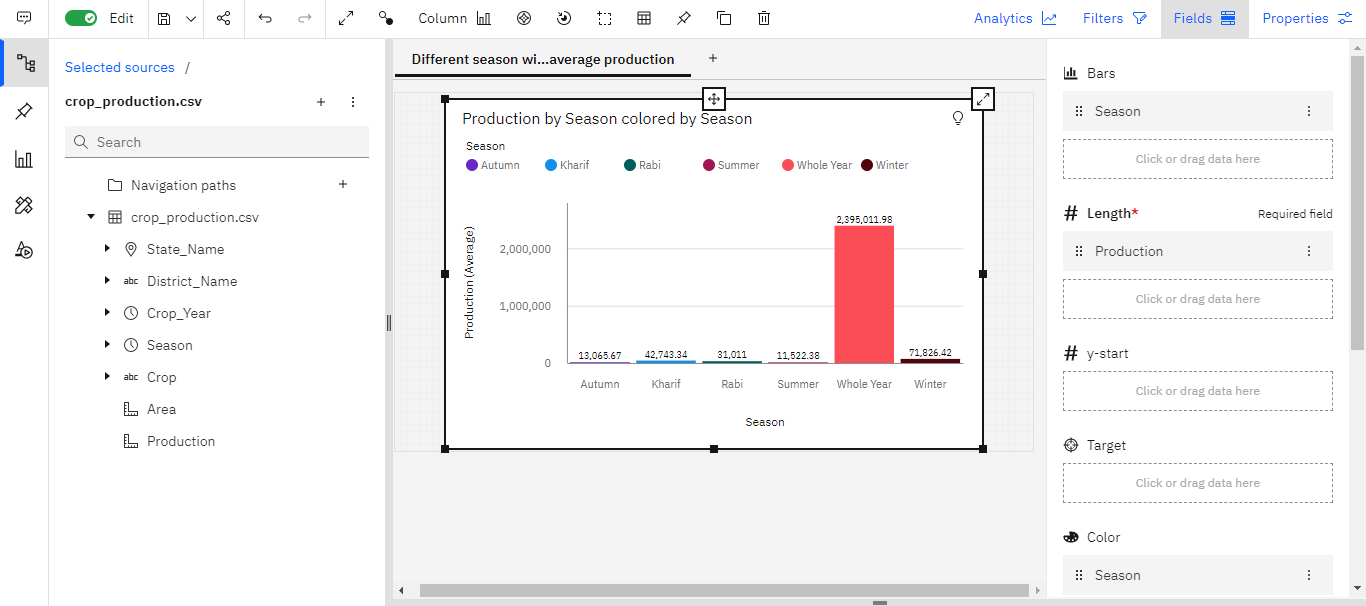 Edit
Column
Analytics
Filters
Fields
Properties
Selected sources /
crop_production.csv
Search
Navigation paths
crop_production.csv
State_Name
abc District_Name
Crop_Year
Season
abc Crop
Area
Production
Different season wi...average production
Production by Season colored by Season
Season
Autumn Kharif Rabi Summer Whole Year Winter
Production (Average)
2,000,000
1,000,000
0
13,065.67 42,743.34 31,011 11,522.38 2,395,011.98 71,826.42
Autumn Kharif Rabi Summer Whole Year Winter
Season
Bars
Season
Click or drag data here
# Length* Required field
Production
Click or drag data here
# y-start
Click or drag data here
Target
Click or drag data here
Color
Season